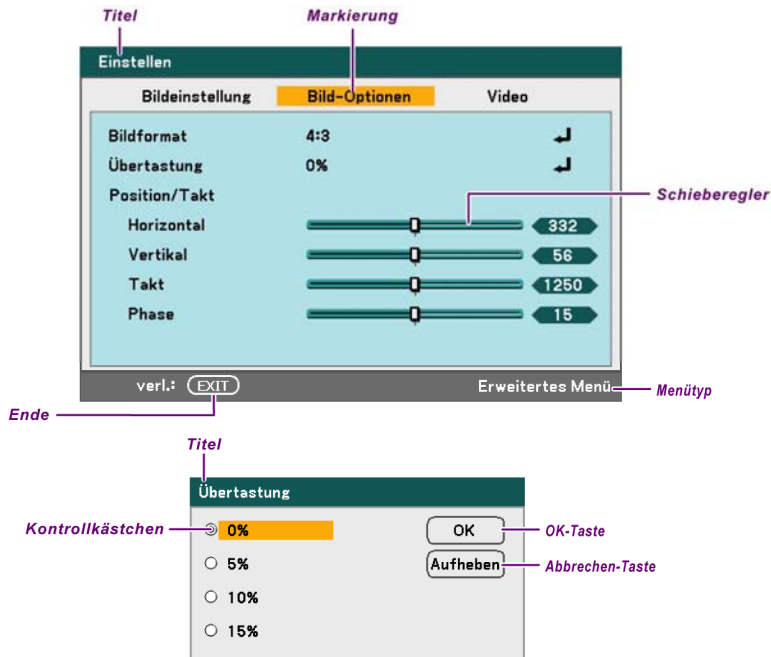 Titel Markierung
Einstellen
Bildeinstellung Bild-Optionen Video
Bildformat 4:3
Übertastung 0%
Position/Takt Schieberegler
Horizontal 332
Vertikal 56
Takt 1250
Phase 15
verl.: EXIT Erweitertes Menü Menütyp
Ende
Titel
Übertastung
Kontrollkästchen 0% OK OK-Taste
5% Aufheben Abbrechen-Taste
10%
15%